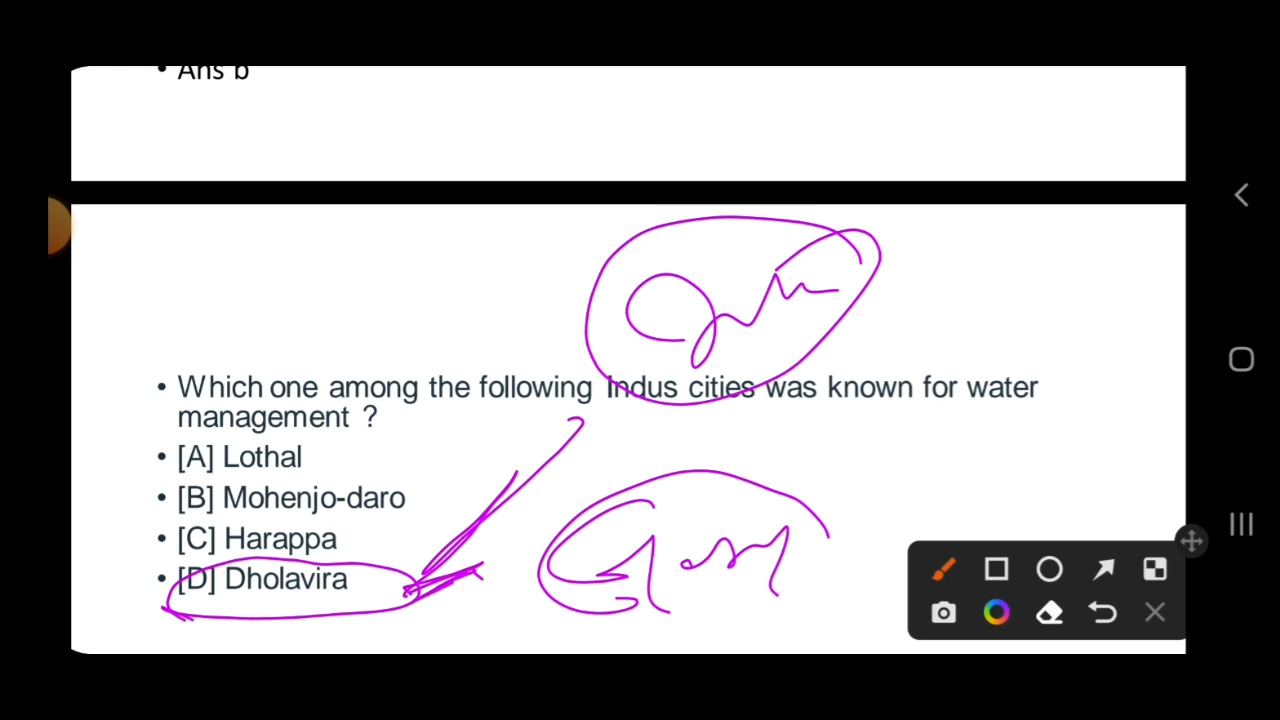 • Ans b
• Which one among the following Indus cities was known for water
management ?
• [A] Lothal
• [B] Mohenjo-daro
• [C] Harappa
• [D] Dholavira